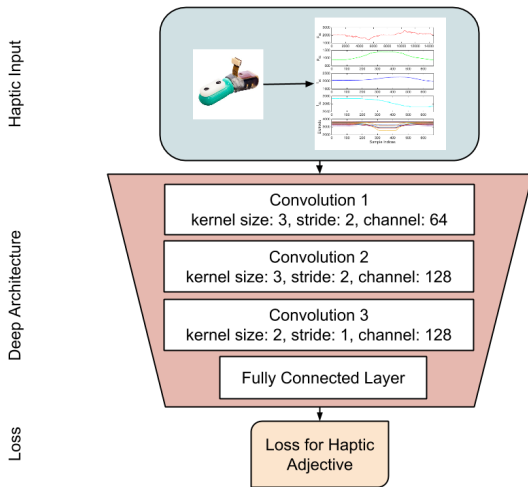 Haptic Input
Sample Indices
Deep Architecture
Convolution 1
kernel size: 3, stride: 2, channel: 64
Convolution 2
kernel size: 3, stride: 2, channel: 128
Convolution 3
kernel size: 2, stride: 1, channel: 128
Fully Connected Layer
Loss
Loss for Haptic
Adjective